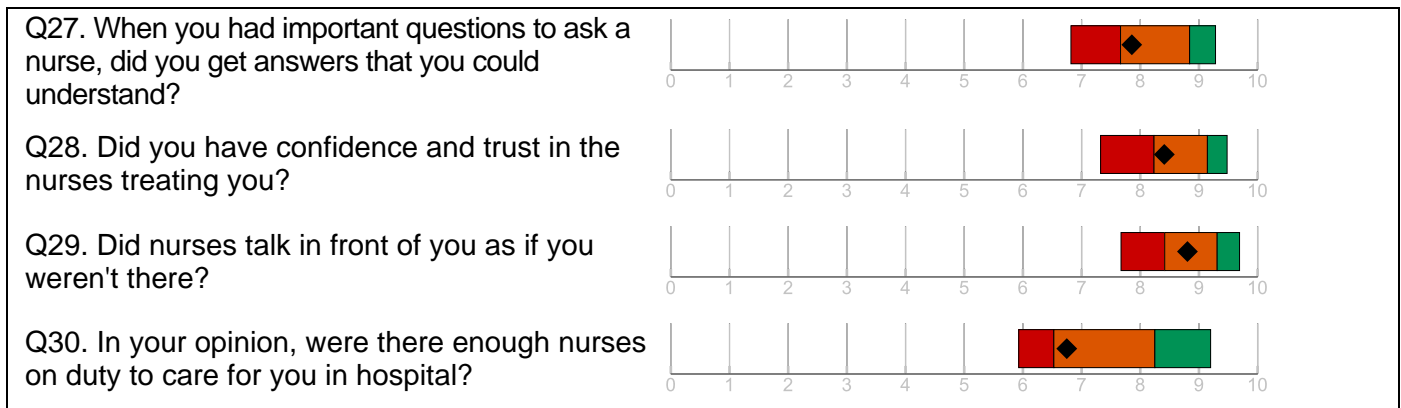 Q27. When you had important questions to ask a
nurse, did you get answers that you could
understand?
0 1 2 3 4 5 6 7 8 9 10
Q28. Did you have confidence and trust in the
nurses treating you?
0 1 2 3 4 5 6 7 8 9 10
Q29. Did nurses talk in front of you as if you
weren't there?
0 1 2 3 4 5 6 7 8 9 10
Q30. In your opinion, were there enough nurses
on duty to care for you in hospital?
0 1 2 3 4 5 6 7 8 9 10